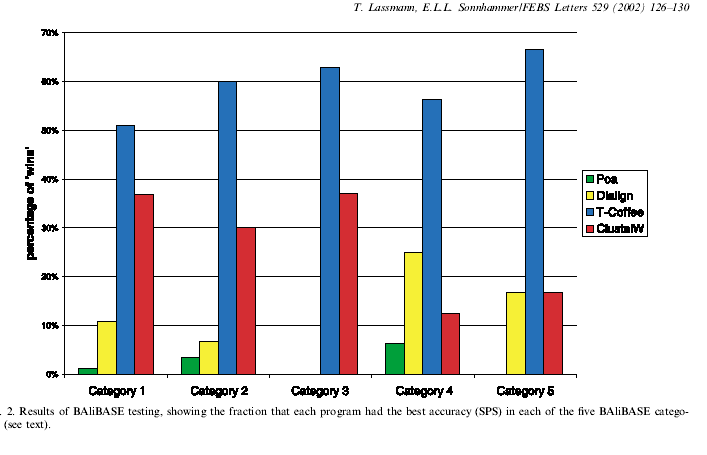 T. Lassmann, E.L.L. Sonnhammer/FEBS Letters 529 (2002) 126–130
70%
60%
50%
40%
30%
20%
10%
0%
percentage of 'wins'
Category 1
Category 2
Category 3
Category 4
Category 5
Poa
Dialign
T-Coffee
ClustalW
. 2. Results of BAliBASE testing, showing the fraction that each program had the best accuracy (SPS) in each of the five BAliBASE catego-
(see text).